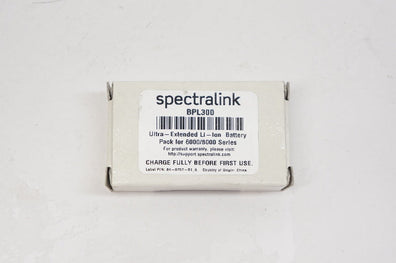 spectralink
BPL300
Ultra-Extended Li-Ion Battery
Pack for 6000/8000 Series
For product warranty, please visit:
http://support.spectralink.com
CHARGE FULLY BEFORE FIRST USE.
Label P/N: Country of Origin: China